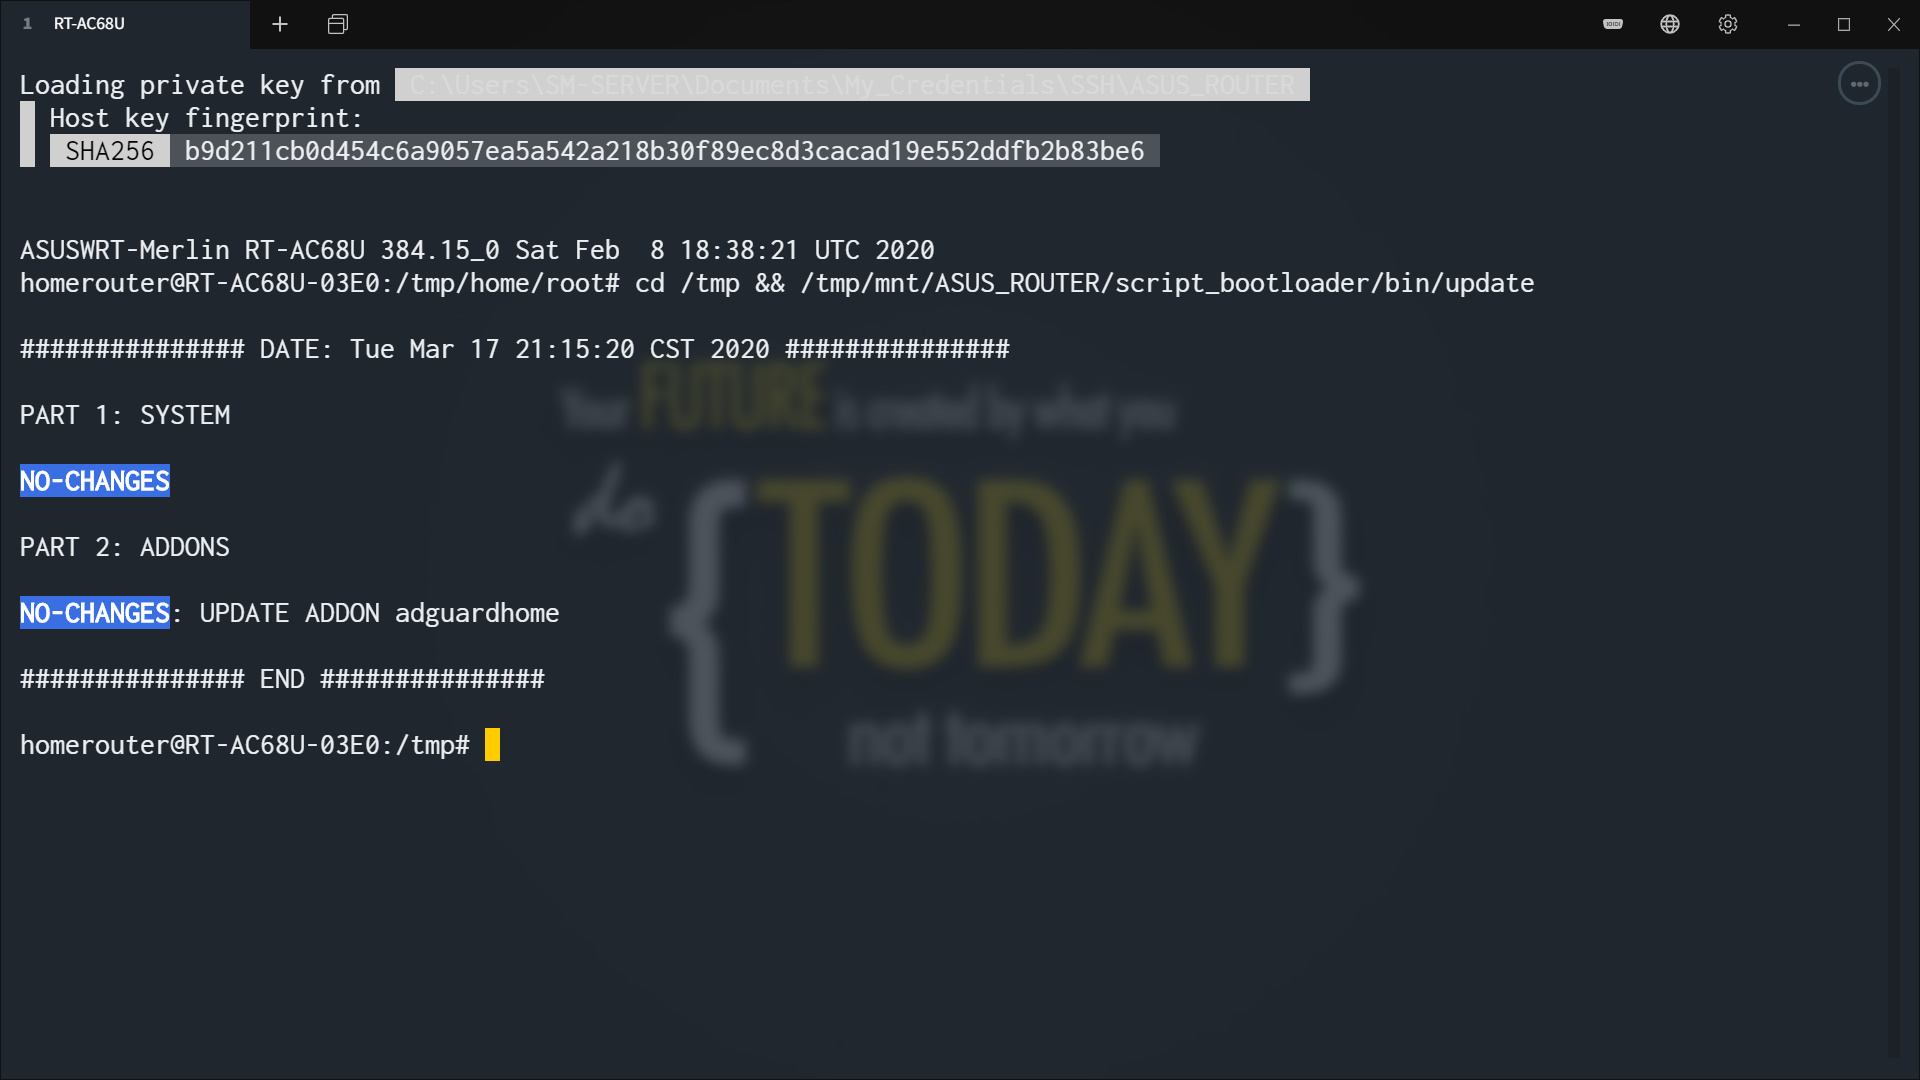 1 RT-AC68U
Loading private key from C:\Users\SM-SERVER\Documents\My_Credentials\SSH\ASUS_ROUTER
Host key fingerprint:
SHA256 b9d211cb0d454c6a9057ea5a542a218b30f89ec8d3cacad19e552ddfb2b83be6
ASUSWRT-Merlin RT-AC68U 384.15_0 Sat Feb  8 18:38:21 UTC 2020
homerouter@RT-AC68U-03E0:/tmp/home/root# cd /tmp && /tmp/mnt/ASUS_ROUTER/script_bootloader/bin/update
############### DATE: Tue Mar 17 21:15:20 CST 2020 ###############
PART 1: SYSTEM
NO-CHANGES
PART 2: ADDONS
NO-CHANGES: UPDATE ADDON adguardhome
############### END ###############
homerouter@RT-AC68U-03E0:/tmp#
Your FUTURE is created by what you
do {TODAY}
not tomorrow